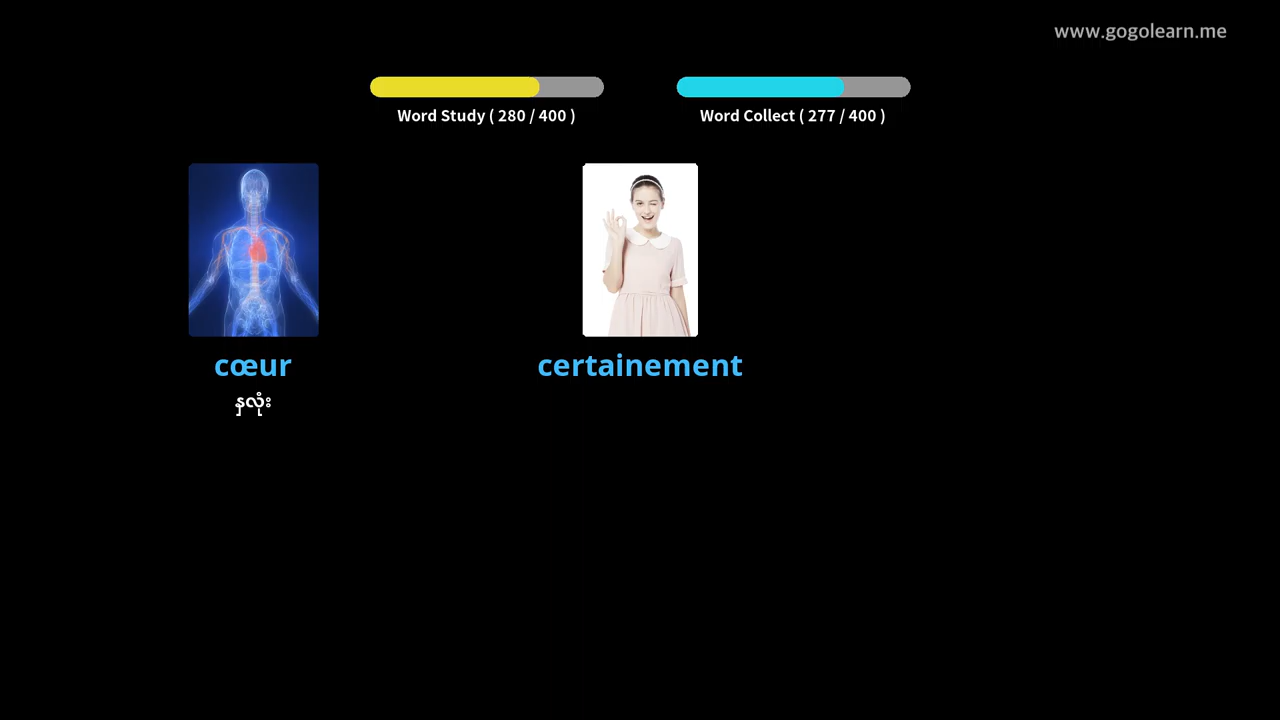 www.gogolearn.me
Word Study ( 280 / 400 )
Word Collect ( 277 / 400 )
cœur
certainement
နှလုံး